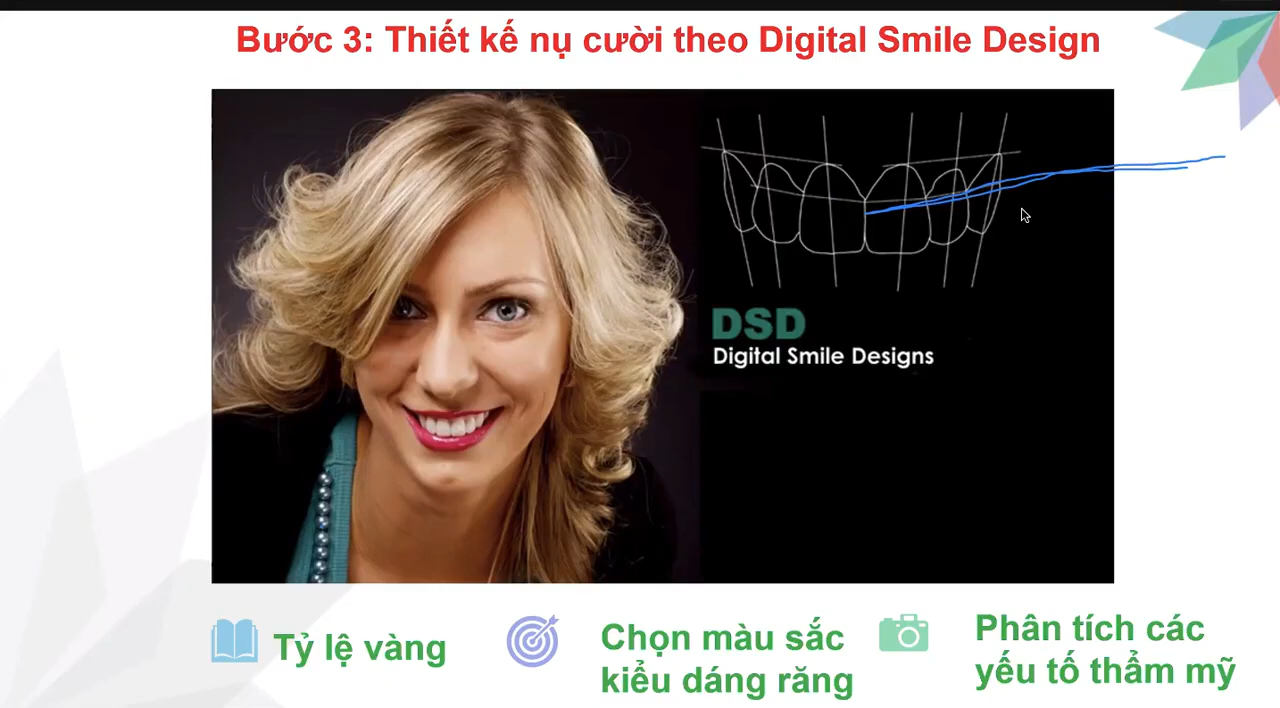 Bước 3: Thiết kế nụ cười theo Digital Smile Design
DSD
Digital Smile Designs
Tỷ lệ vàng
Chọn màu sắc
kiểu dáng răng
Phân tích các
yếu tố thẩm mỹ